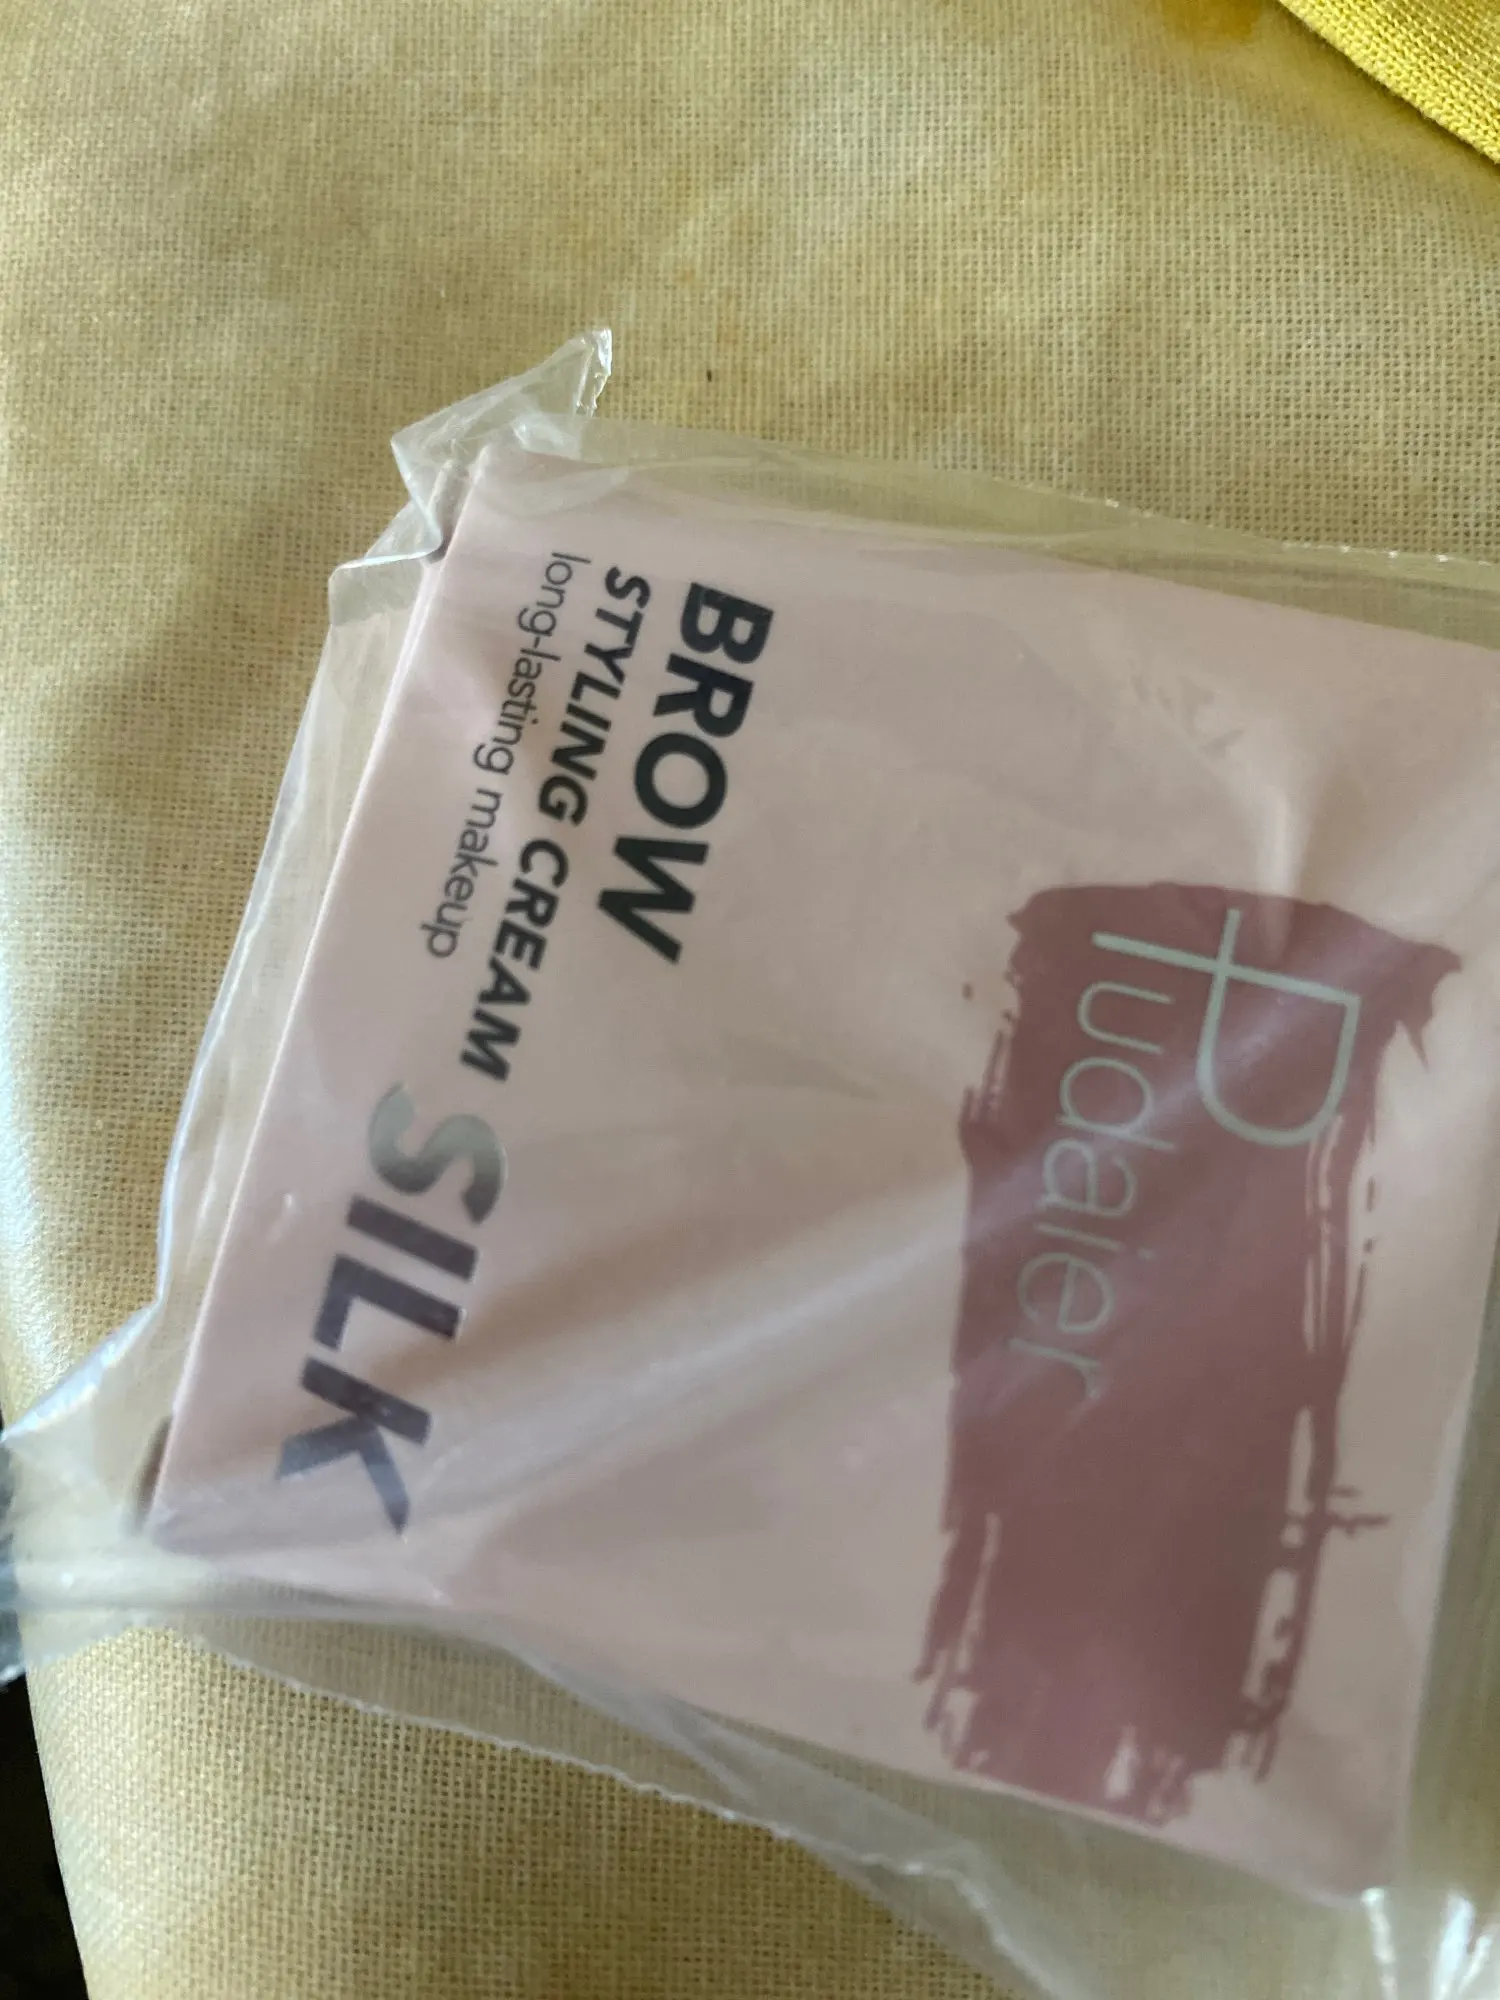 Pudaier
BROW
STYLING CREAM SILK
long-lasting makeup